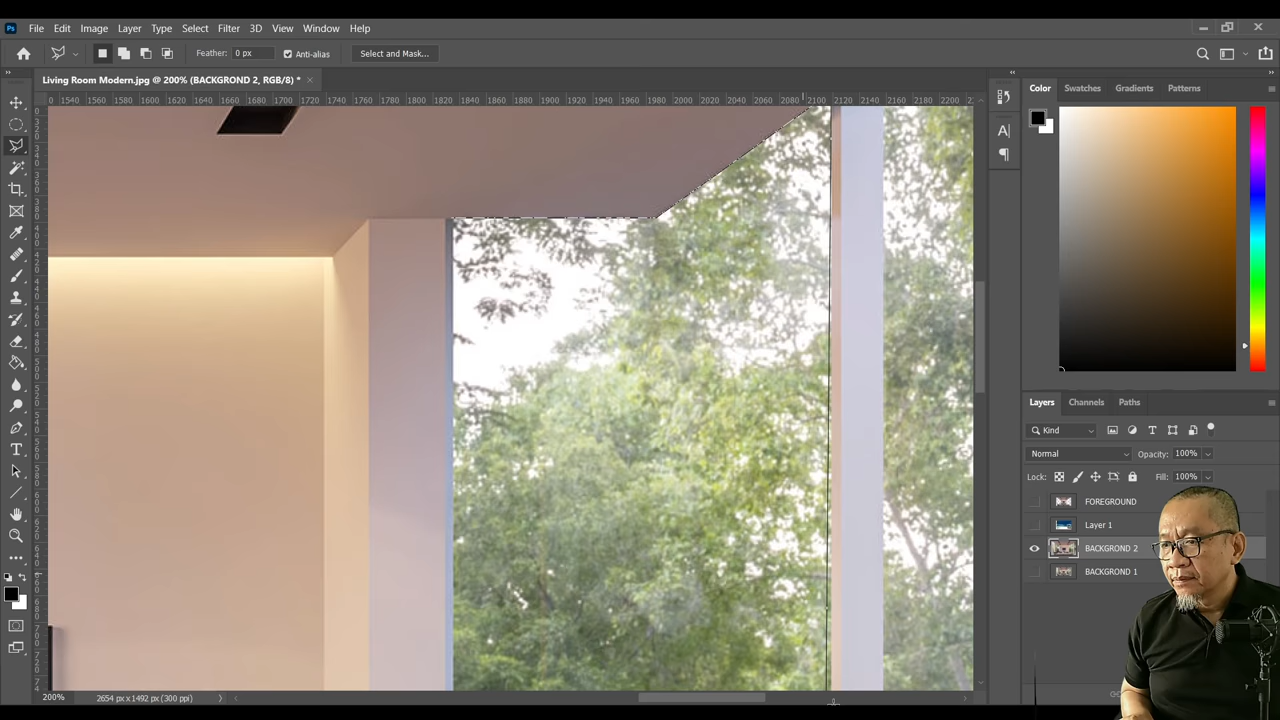 Ps File Edit Image Layer Type Select Filter 3D View Window Help
Feather: 0 px Anti-alias Select and Mask...
Living Room Modern.jpg @ 200% (BACKGROND 2, RGB/8) * ×
0 1540 1560 1580 1600 1620 1640 1660 1680 1700 1720 1740 1760 1780 1800 1820 1840 1860 1880 1900 1920 1940 1960 1980 2000 2020 2040 2060 2080 2100 2120 2140 2160 2180 2200
Color Swatches Gradients Patterns
Layers Channels Paths
Kind
Normal Opacity: 100%
Lock: Fill: 100%
FOREGROUND
Layer 1
BACKGROND 2
BACKGROND 1
200% 2654 px x 1492 px (300 ppi)